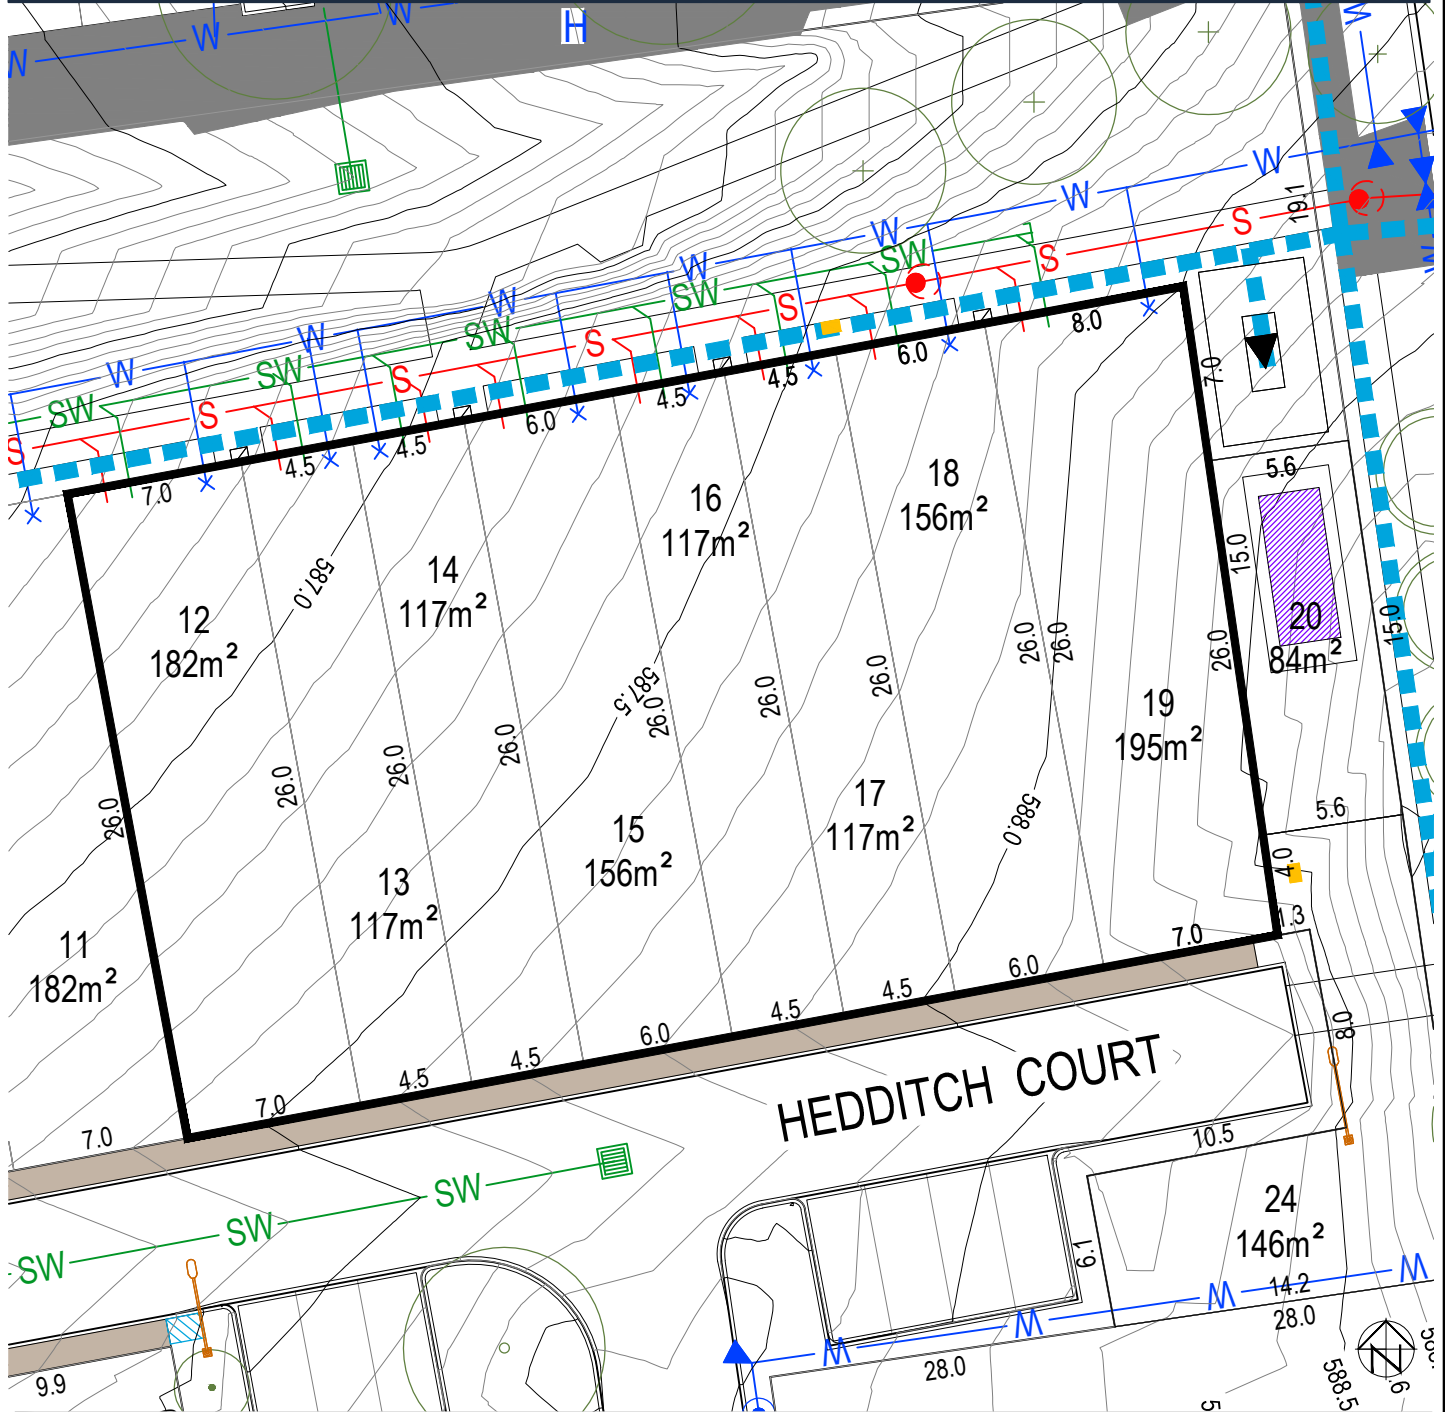 W
W
W
H
W
W
W
W
W
W
W
W
W
W
SW
SW
SW
SW
SW
S
S
S
S
S
S
S
19.1
7.0
4.5
4.5
6.0
4.5
4.5
6.0
8.0
7.0
5.6
15.0
20
84m²
15.0
12
182m²
587.0
14
117m²
16
117m²
18
156m²
26.0
26.0
26.0
19
195m²
587.5
26.0
26.0
26.0
26.0
26.0
26.0
26.0
17
117m²
588.0
15
156m²
13
117m²
11
182m²
5.6
4.0
1.3
7.0
6.0
4.5
4.5
6.0
4.5
4.5
7.0
7.0
HEDDITCH COURT
8.0
10.5
24
146m²
6.1
14.2
28.0
28.0
SW
SW
SW
W
W
W
W
9.9
588.5
N